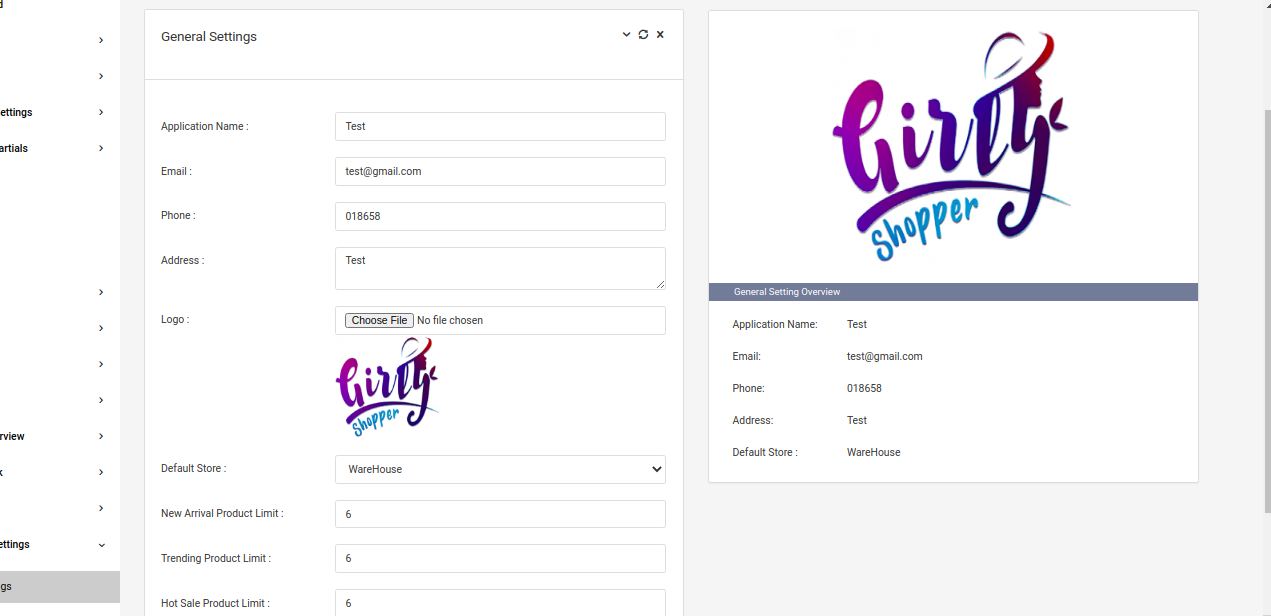 ettings
artials
rview
ettings
gs
General Settings
Application Name :
Test
Email :
test@gmail.com
Phone :
018658
Address :
Test
Logo :
Choose File No file chosen
Girly
shopper
Default Store :
WareHouse
New Arrival Product Limit :
6
Trending Product Limit :
6
Hot Sale Product Limit :
6
Girly
shopper
General Setting Overview
Application Name: Test
Email: test@gmail.com
Phone: 018658
Address: Test
Default Store : WareHouse